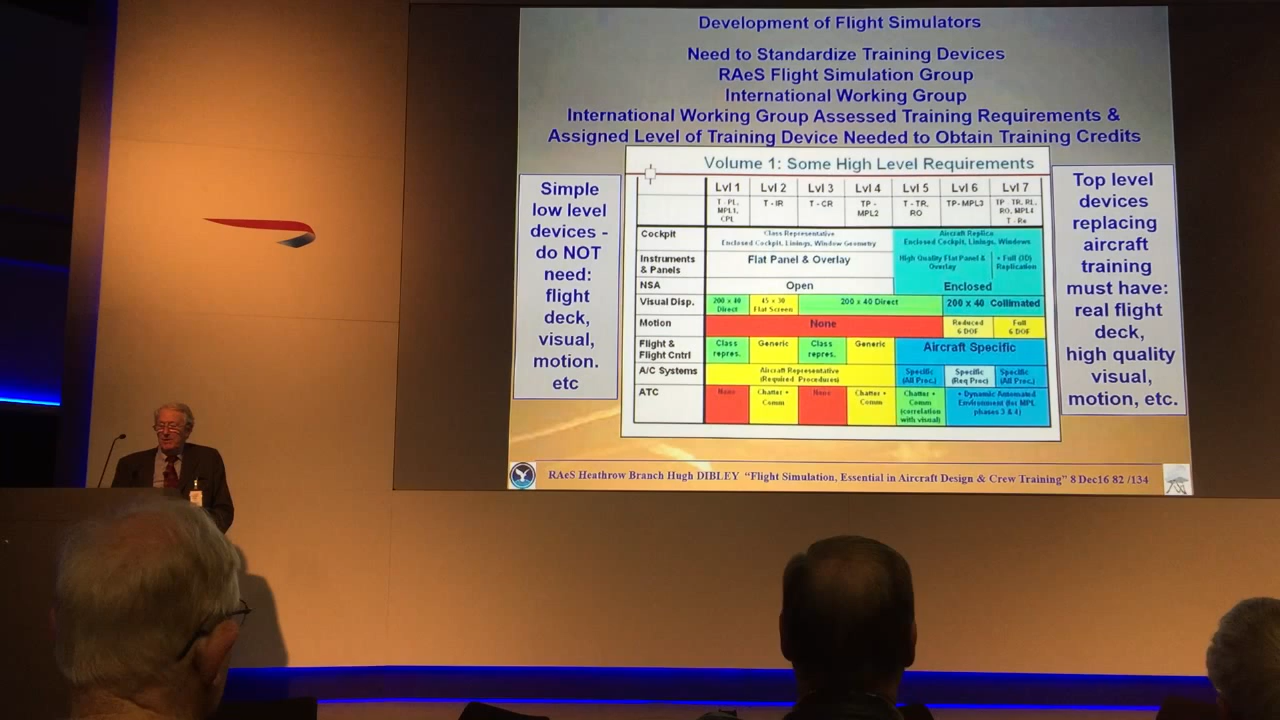 Development of Flight Simulators
Need to Standardize Training Devices
RAeS Flight Simulation Group
International Working Group
International Working Group Assessed Training Requirements &
Assigned Level of Training Device Needed to Obtain Training Credits
Simple
low level
devices -
do NOT
need:
flight
deck,
visual,
motion.
etc
Volume 1: Some High Level Requirements
Lvl 1 Lvl 2 Lvl 3 Lvl 4 Lvl 5 Lvl 6 Lvl 7
T - PL, MPL1, CPL T - IR T - CR TP - MPL2 T - TR, RO TP- MPL3 TP - TR, RL, RO, MPL4 T - Re
Cockpit Class Representative Enclosed Cockpit, Linings, Window Geometry Aircraft Replica Enclosed Cockpit, Linings, Windows
Instruments & Panels Flat Panel & Overlay High Quality Flat Panel & Overlay + Full (3D) Replication
NSA Open Enclosed
Visual Disp. 200 x 40 Direct 45 x 30 Flat Screen 200 x 40 Direct 200 x 40 Collimated
Motion None Reduced 6 DOF Full 6 DOF
Flight & Flight Cntrl Class repres. Generic Class repres. Generic Aircraft Specific
A/C Systems Aircraft Representative (Required Procedures) Specific (All Proc.) Specific (Req Proc) Specific (All Proc.)
ATC None Chatter + Comm None Chatter + Comm Chatter + Comm (correlation with visual) + Dynamic Automated Environment (for MPL phases 3 & 4)
Top level
devices
replacing
aircraft
training
must have:
real flight
deck,
high quality
visual,
motion, etc.
RAeS Heathrow Branch Hugh DIBLEY "Flight Simulation, Essential in Aircraft Design & Crew Training" 8 Dec16 82 /134